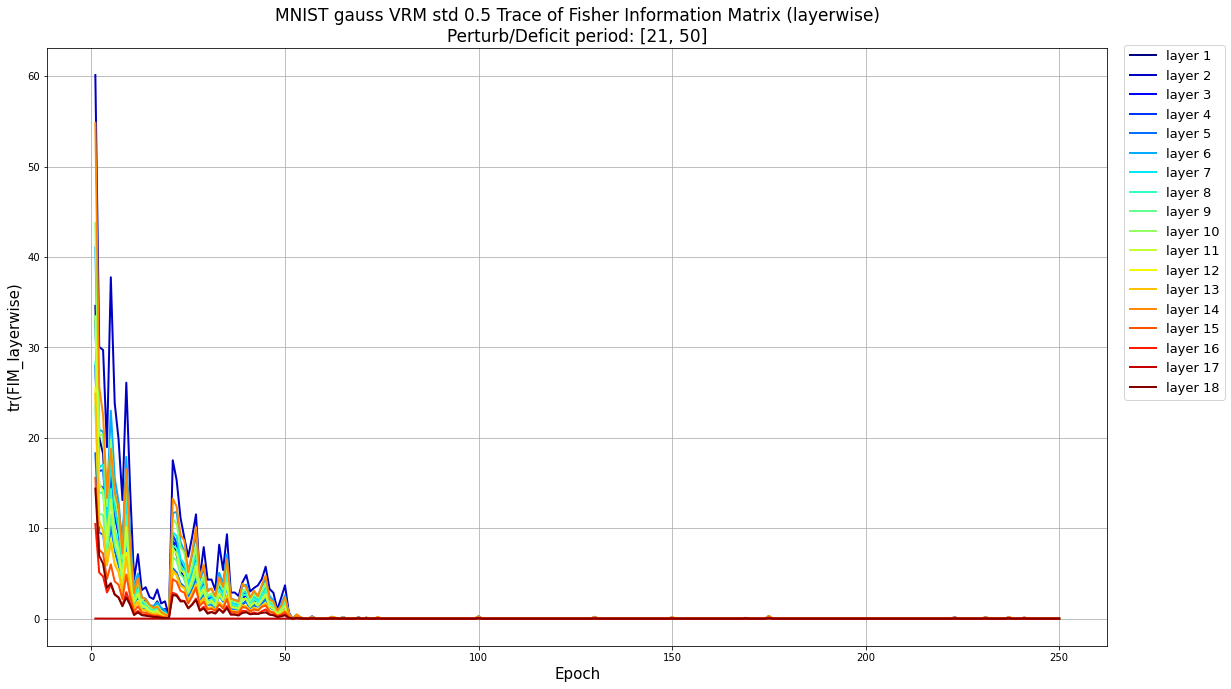 MNIST gauss VRM std 0.5 Trace of Fisher Information Matrix (layerwise)
Perturb/Deficit period: [21, 50]
60
50
40
30
20
10
0
tr(FIM_layerwise)
0
50
100
150
200
250
Epoch
layer 1
layer 2
layer 3
layer 4
layer 5
layer 6
layer 7
layer 8
layer 9
layer 10
layer 11
layer 12
layer 13
layer 14
layer 15
layer 16
layer 17
layer 18